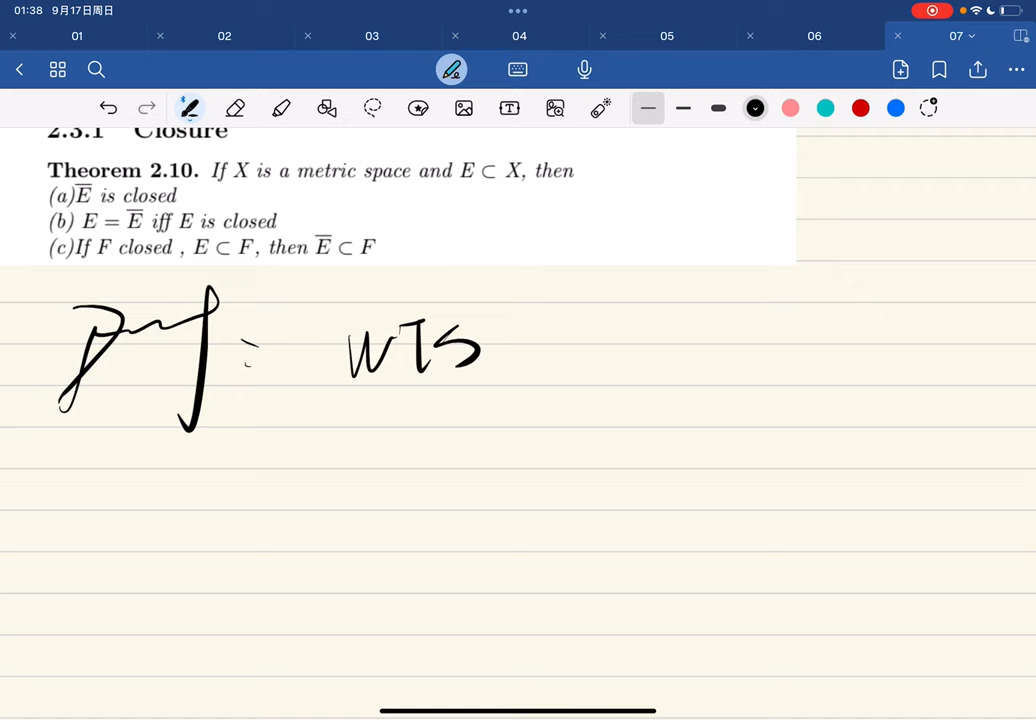 01:38 9月17日周日
01 02 03 04 05 06 07
2.3.1 Closure
Theorem 2.10. If X is a metric space and E ⊂ X, then
(a)E̅ is closed
(b) E = E̅ iff E is closed
(c)If F closed , E ⊂ F, then E̅ ⊂ F
Proof: WTS